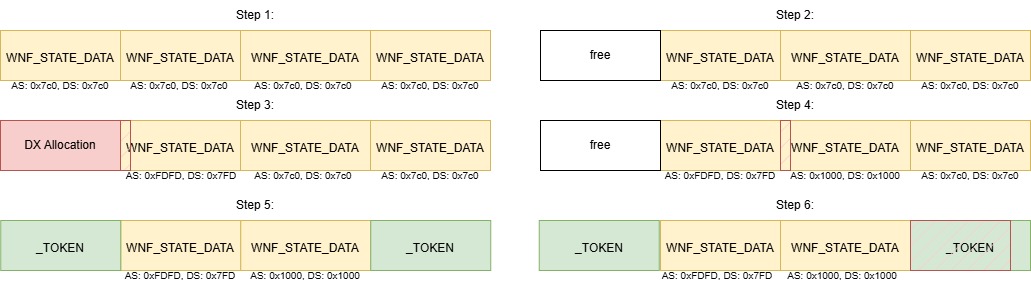 Step 1:
WNF_STATE_DATA WNF_STATE_DATA WNF_STATE_DATA WNF_STATE_DATA
AS: 0x7c0, DS: 0x7c0 AS: 0x7c0, DS: 0x7c0 AS: 0x7c0, DS: 0x7c0 AS: 0x7c0, DS: 0x7c0
Step 2:
free WNF_STATE_DATA WNF_STATE_DATA WNF_STATE_DATA
AS: 0x7c0, DS: 0x7c0 AS: 0x7c0, DS: 0x7c0 AS: 0x7c0, DS: 0x7c0
Step 3:
DX Allocation WNF_STATE_DATA WNF_STATE_DATA WNF_STATE_DATA
AS: 0xFDFD, DS: 0x7FD AS: 0x7c0, DS: 0x7c0 AS: 0x7c0, DS: 0x7c0
Step 4:
free WNF_STATE_DATA WNF_STATE_DATA WNF_STATE_DATA
AS: 0xFDFD, DS: 0x7FD AS: 0x1000, DS: 0x1000 AS: 0x7c0, DS: 0x7c0
Step 5:
_TOKEN WNF_STATE_DATA WNF_STATE_DATA _TOKEN
AS: 0xFDFD, DS: 0x7FD AS: 0x1000, DS: 0x1000
Step 6:
_TOKEN WNF_STATE_DATA WNF_STATE_DATA _TOKEN
AS: 0xFDFD, DS: 0x7FD AS: 0x1000, DS: 0x1000